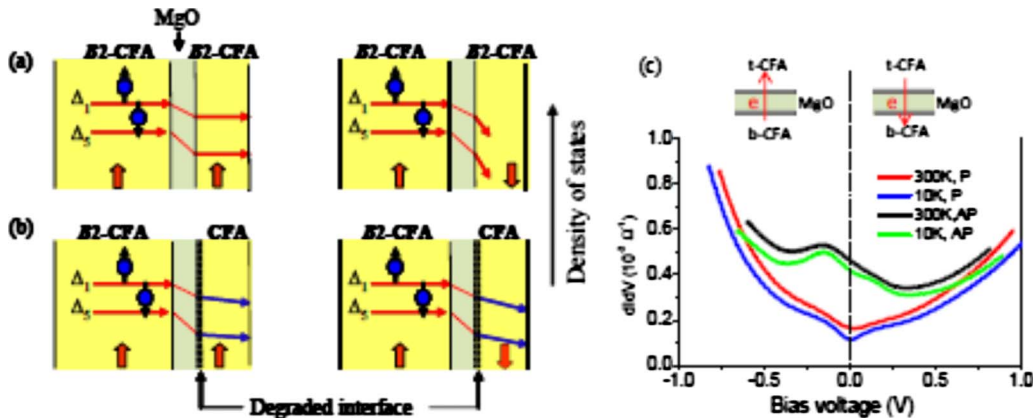 MgO
B2-CFA B2-CFA
B2-CFA B2-CFA
(a)
Δ1
Δ5
Δ1
Δ5
(b)
B2-CFA CFA
B2-CFA CFA
Δ1
Δ5
Δ1
Δ5
Degraded interface
Density of states
(c)
t-CFA
e MgO
b-CFA
t-CFA
e MgO
b-CFA
300K, P
10K, P
300K,AP
10K, AP
1.0
0.8
0.6
0.4
0.2
0.0
-1.0 -0.5 0.0 0.5 1.0
Bias voltage (V)